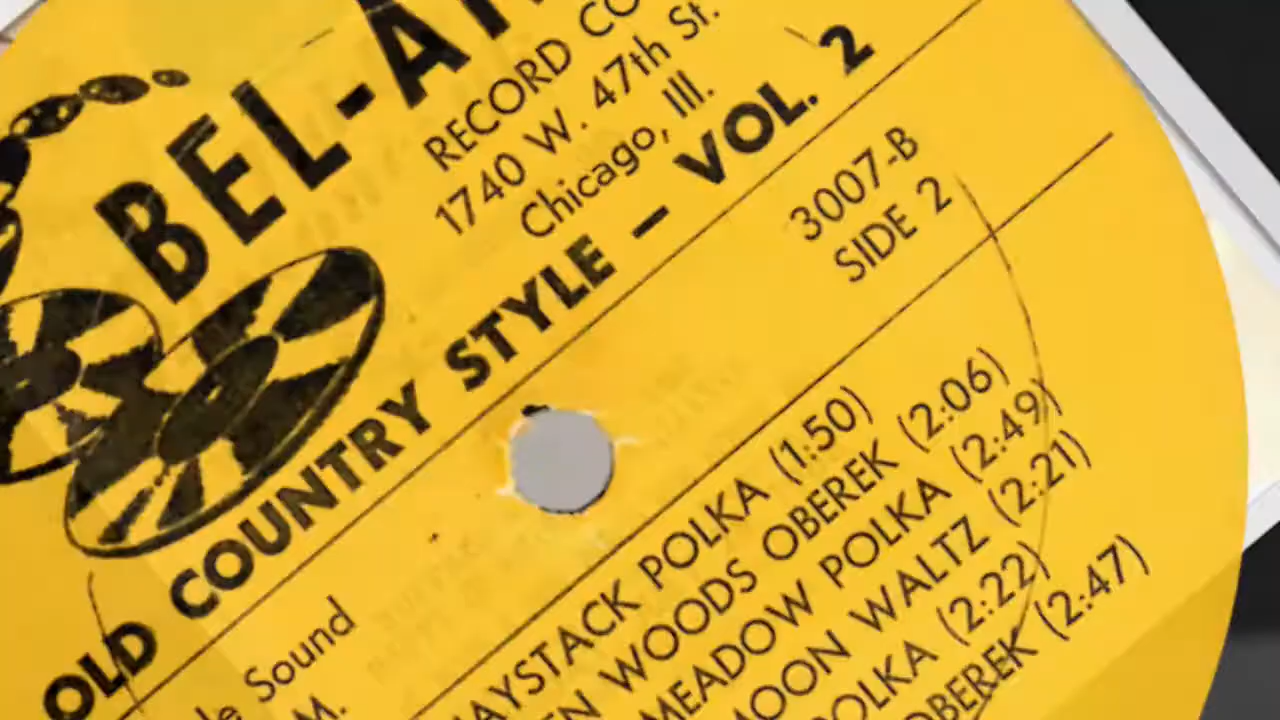 BEL-A
RECORD CO
1740 W. 47th St.
Chicago, Ill.
OLD COUNTRY STYLE – VOL. 2
3007-B
SIDE 2
Sound
M.
AYSTACK POLKA (1:50)
EN WOODS OBEREK (2:06)
MEADOW POLKA (2:49)
MOON WALTZ (2:21)
POLKA (2:22)
OBEREK (2:47)